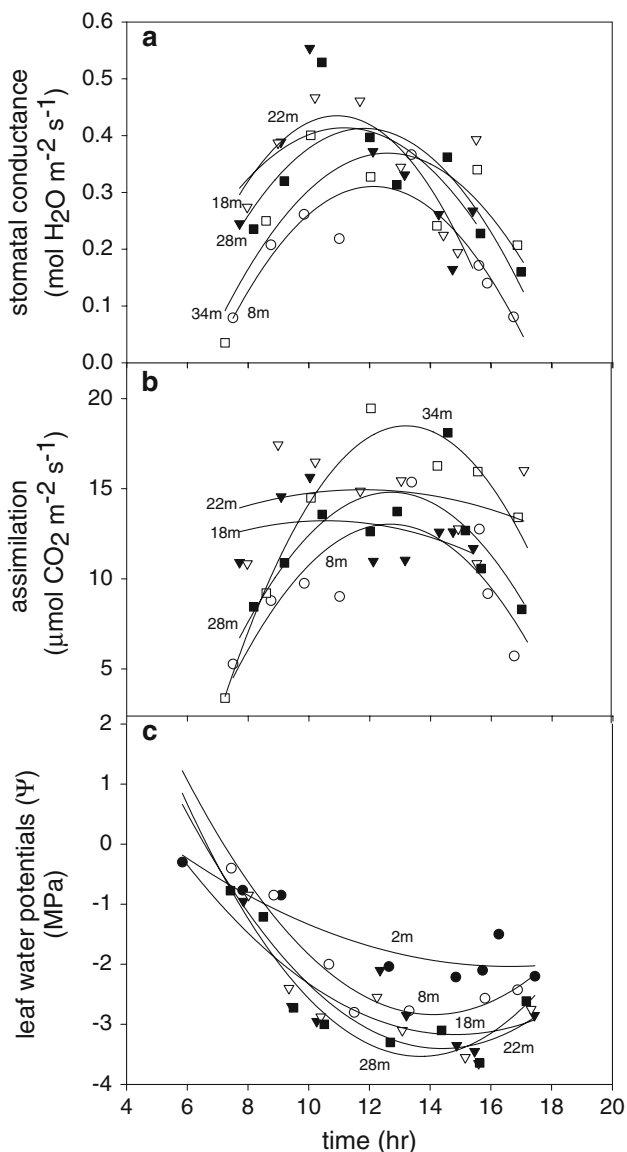 a
0.6
0.5
0.4
0.3
0.2
0.1
0.0
stomatal conductance
(mol H₂O m⁻² s⁻¹)
22m
18m
28m
34m
8m
b
20
15
10
5
assimilation
(µmol CO₂ m⁻² s⁻¹)
34m
22m
18m
8m
28m
c
2
1
0
-1
-2
-3
-4
leaf water potentials (Ψ)
(MPa)
2m
8m
18m
22m
28m
4 6 8 10 12 14 16 18 20
time (hr)